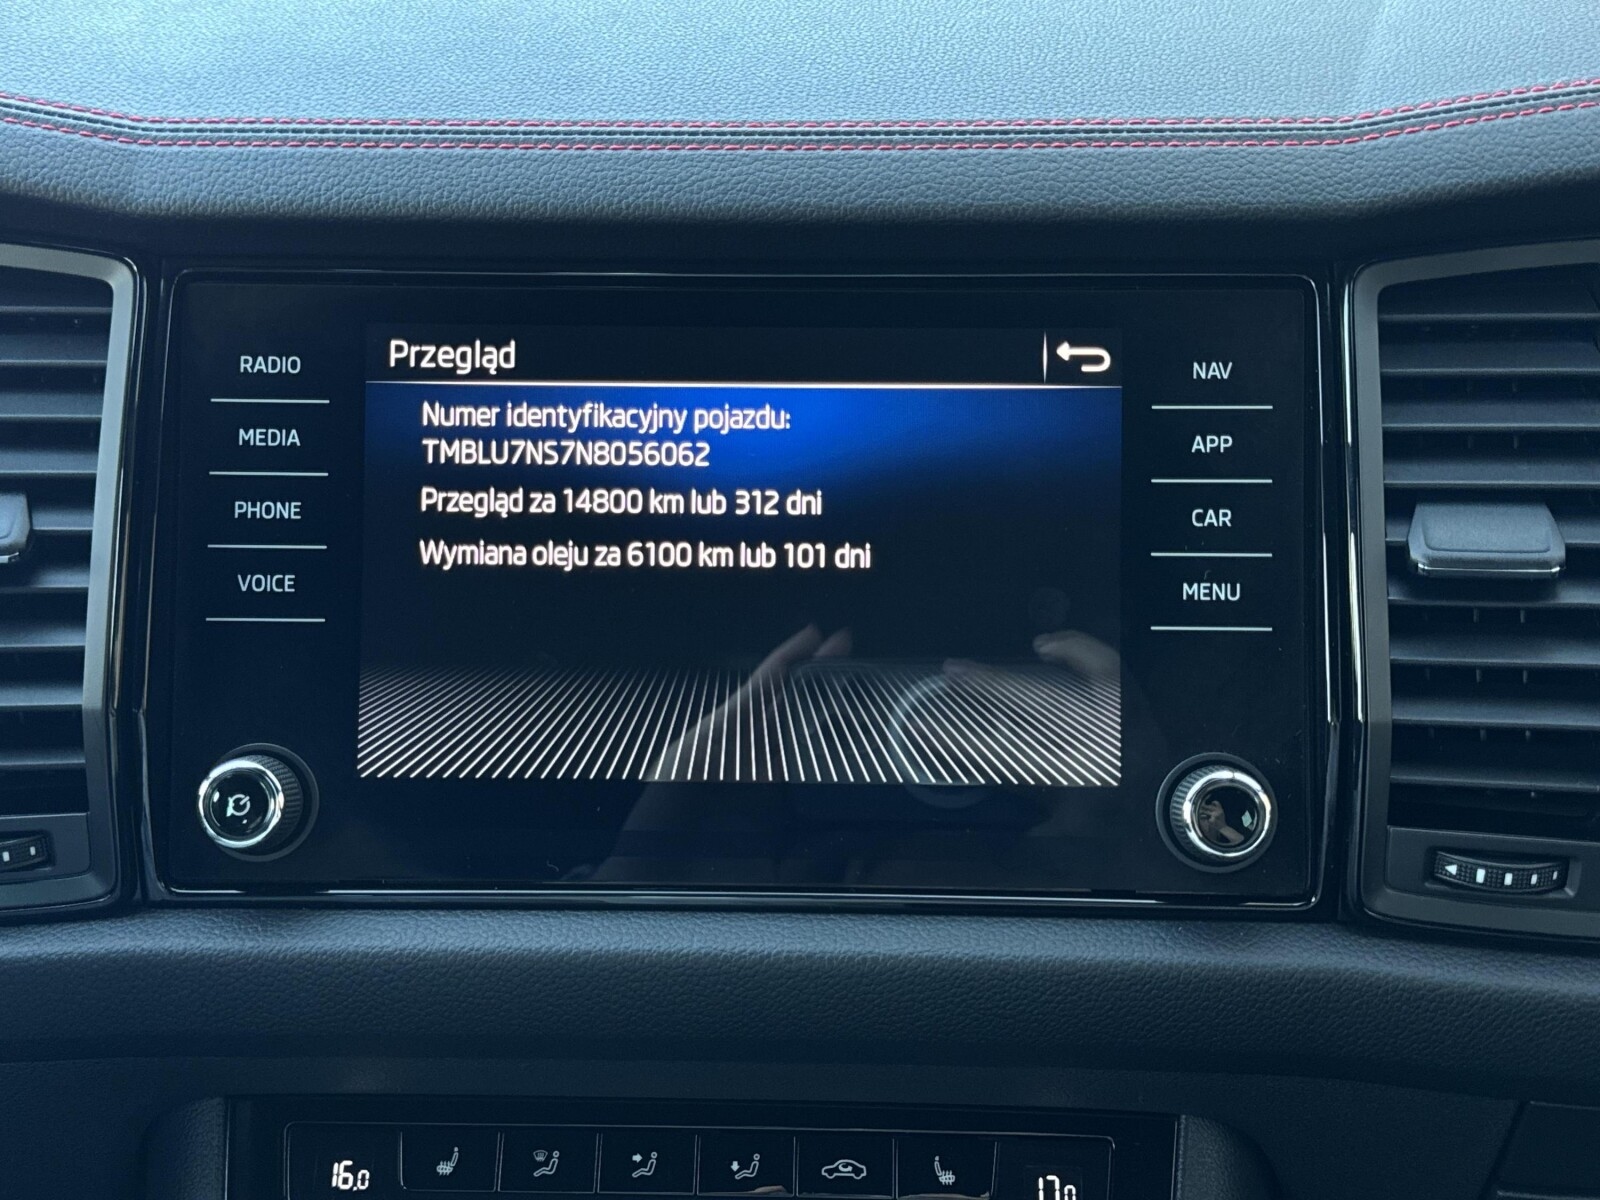 Przegląd
Numer identyfikacyjny pojazdu:
TMBLU7NS7N8056062
Przegląd za 14800 km lub 312 dni
Wymiana oleju za 6100 km lub 101 dni
RADIO
MEDIA
PHONE
VOICE
NAV
APP
CAR
MENU
16.0
17.0